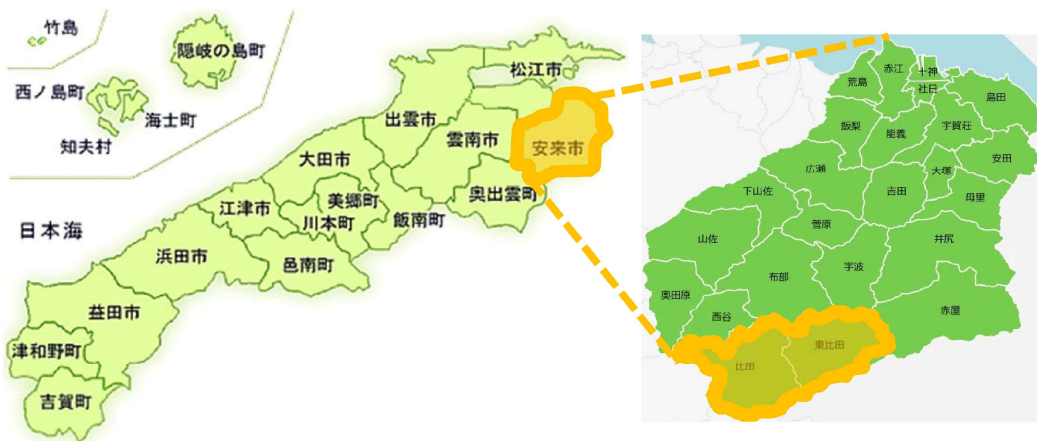 竹島
隠岐の島町
西ノ島町
海士町
知夫村
日本海
松江市
出雲市
安来市
雲南市
大田市
奥出雲町
美郷町
江津市
川本町
飯南町
浜田市
邑南町
益田市
津和野町
吉賀町
荒島
赤江
十神
社日
島田
飯梨
能義
宇賀荘
安田
広瀬
大塚
下山佐
吉田
母里
菅原
山佐
井尻
布部
宇波
奥田原
西谷
赤屋
東比田
比田